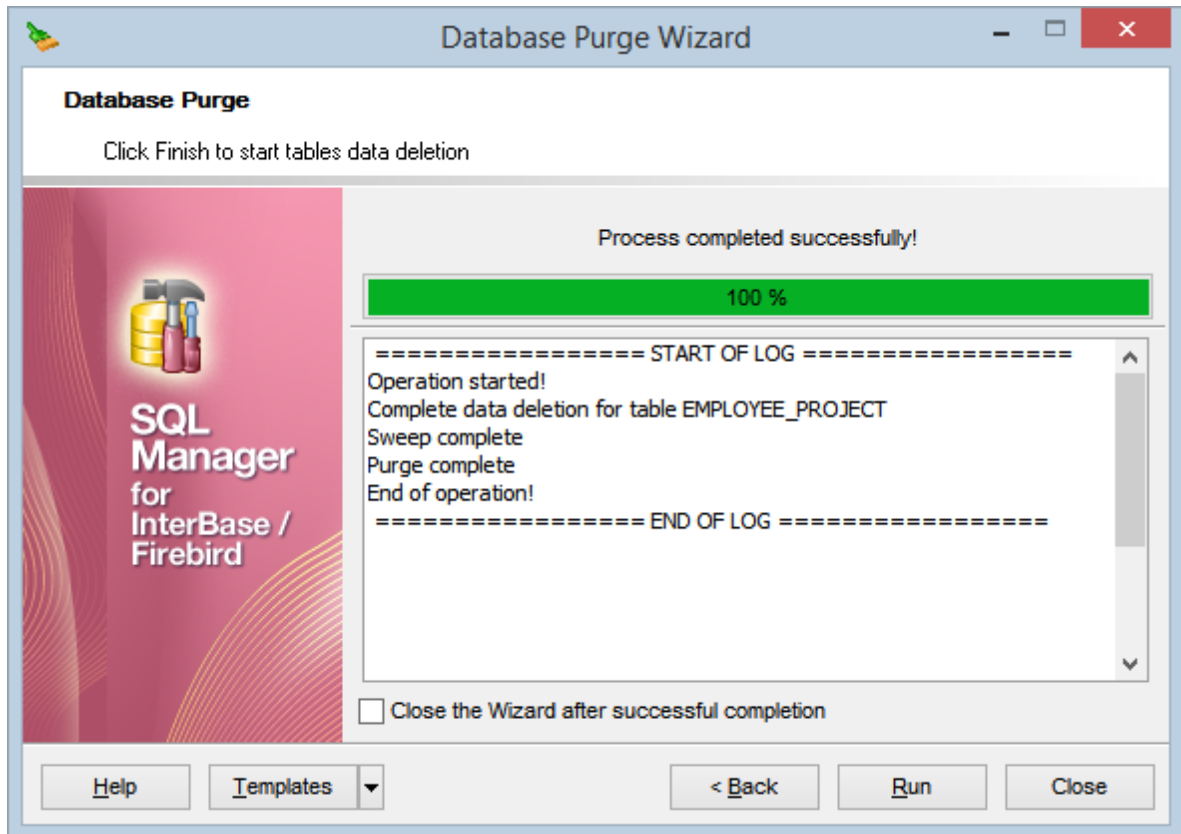 Database Purge Wizard
Database Purge
Click Finish to start tables data deletion
SQL
Manager
for
InterBase /
Firebird
Process completed successfully!
100 %
================= START OF LOG =================
Operation started!
Complete data deletion for table EMPLOYEE_PROJECT
Sweep complete
Purge complete
End of operation!
================= END OF LOG =================
Close the Wizard after successful completion
Help
Templates
< Back
Run
Close